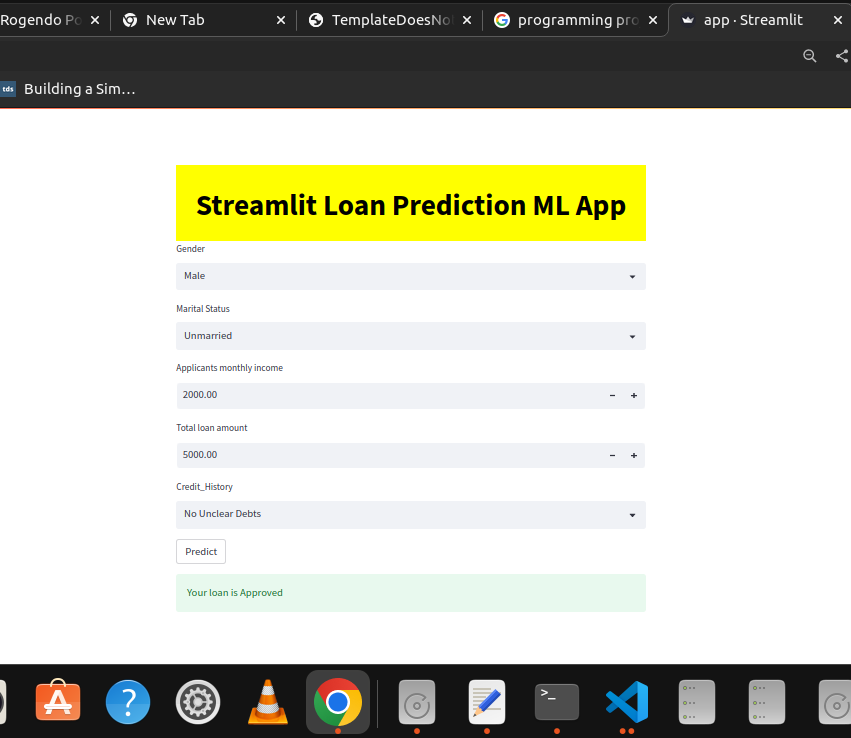 Rogendo Po
New Tab
TemplateDoesNo
programming pro
app · Streamlit
tds Building a Sim…
Streamlit Loan Prediction ML App
Gender
Male
Marital Status
Unmarried
Applicants monthly income
2000.00
Total loan amount
5000.00
Credit_History
No Unclear Debts
Predict
Your loan is Approved